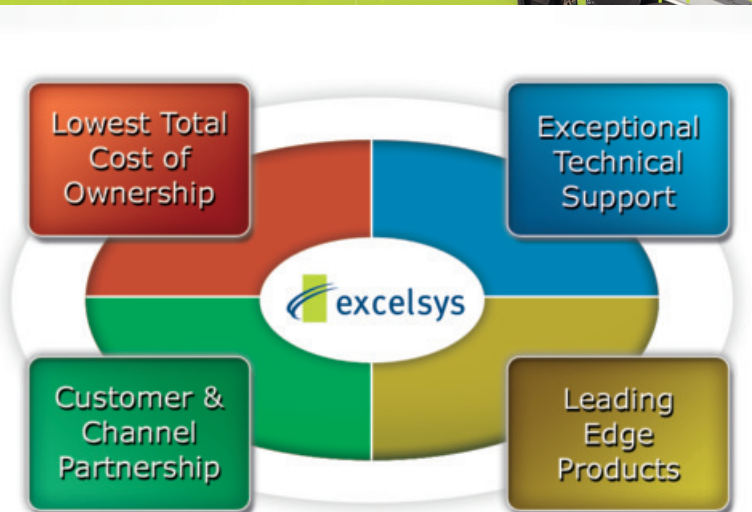 Lowest Total
Cost of
Ownership
Exceptional
Technical
Support
excelsys
Customer &
Channel
Partnership
Leading
Edge
Products